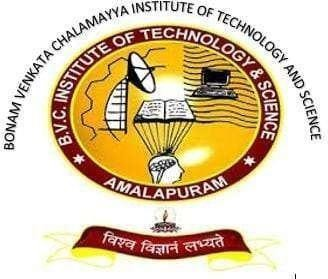 BONAM VENKATA CHALAMAYYA INSTITUTE OF TECHNOLOGY AND SCIENCE
B.V.C. INSTITUTE OF TECHNOLOGY & SCIENCE
AMALAPURAM
विश्व विज्ञानं लभ्यते